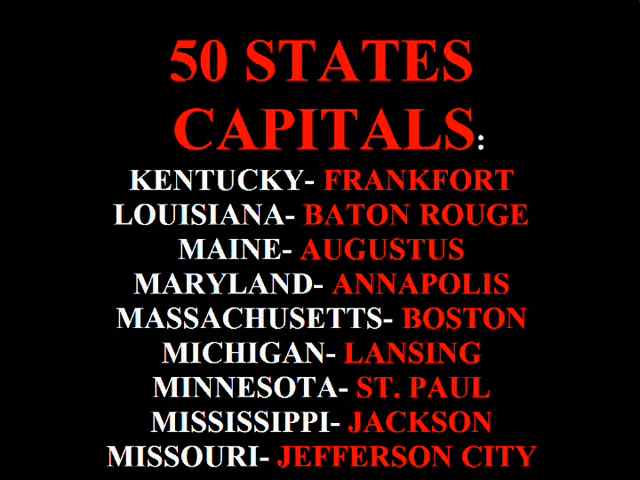 50 STATES
CAPITALS:
KENTUCKY- FRANKFORT
LOUISIANA- BATON ROUGE
MAINE- AUGUSTUS
MARYLAND- ANNAPOLIS
MASSACHUSETTS- BOSTON
MICHIGAN- LANSING
MINNESOTA- ST. PAUL
MISSISSIPPI- JACKSON
MISSOURI- JEFFERSON CITY